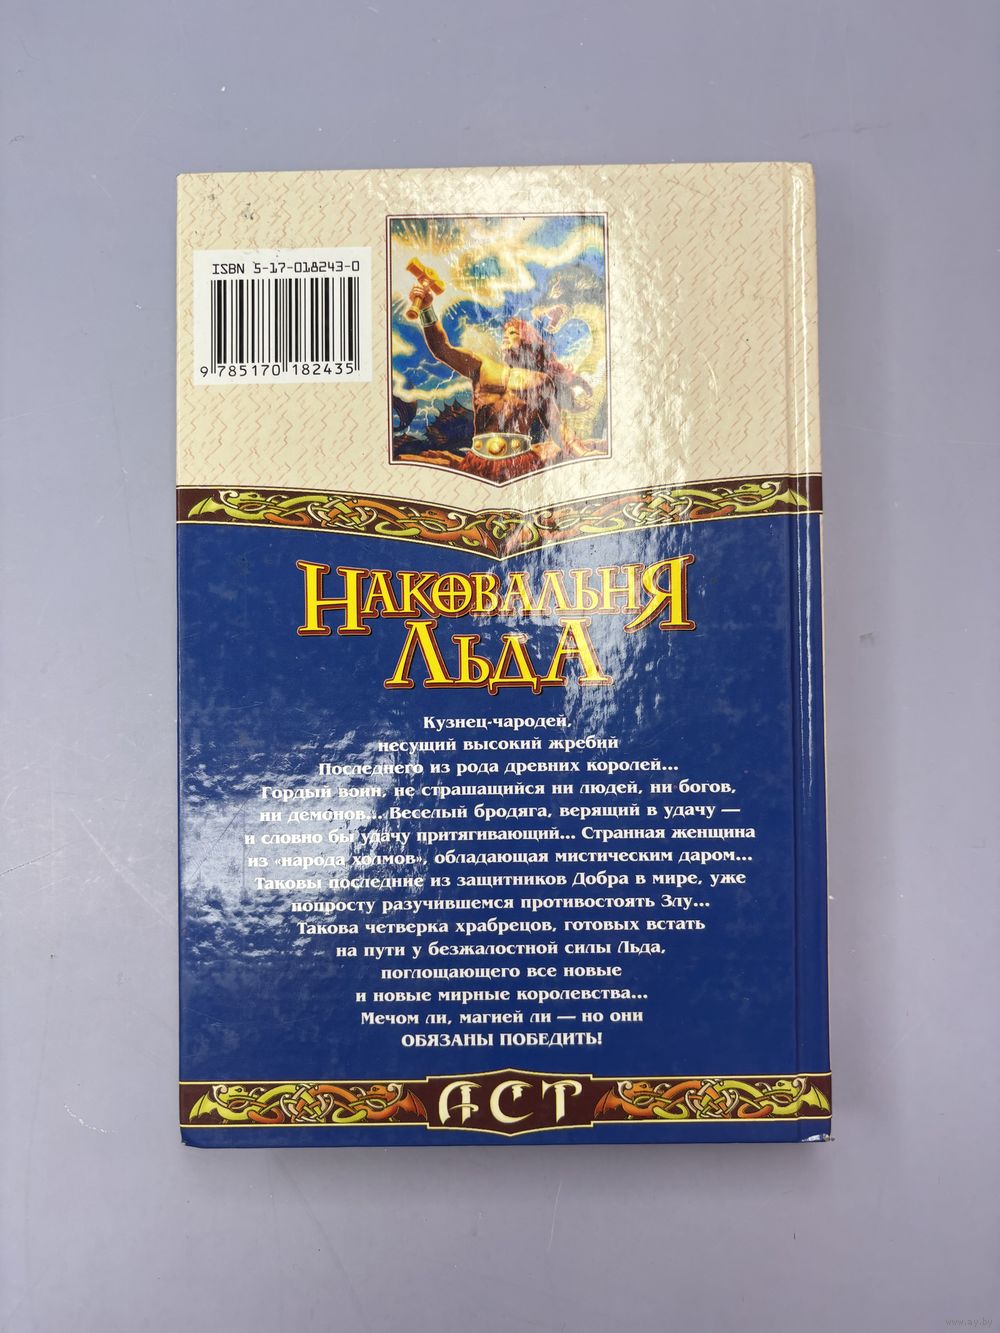 ISBN 5-17-018243-0
9 785170 182435
НАКОВАЛЬНЯ
ЛЬДА
Кузнец-чародей,
несущий высокий жребий
Последнего из рода древних королей...
Гордый воин, не страшащийся ни людей, ни богов,
ни демонов... Веселый бродяга, верящий в удачу —
и словно бы удачу притягивающий... Странная женщина
из «народа холмов», обладающая мистическим даром...
Таковы последние из защитников Добра в мире, уже
попросту разучившемся противостоять Злу...
Такова четверка храбрецов, готовых встать
на пути у безжалостной силы Льда,
поглощающего все новые
и новые мирные королевства...
Мечом ли, магией ли — но они
ОБЯЗАНЫ ПОБЕДИТЬ!
АСТ
www.ay.by